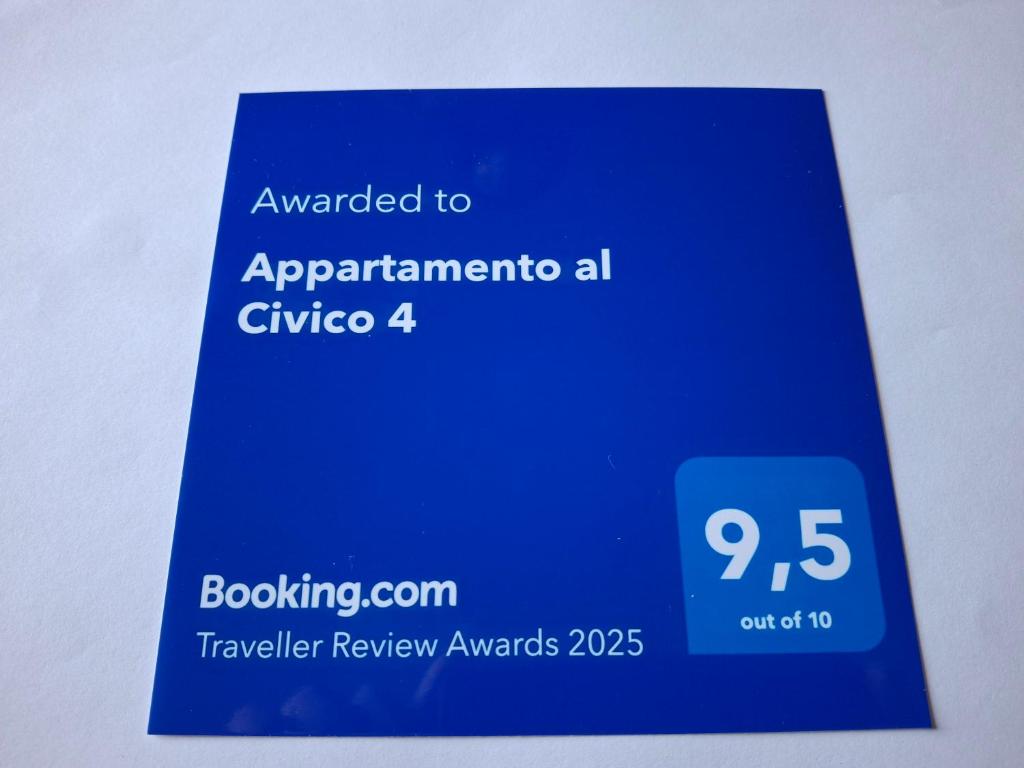 Awarded to
Appartamento al
Civico 4
9,5
out of 10
Booking.com
Traveller Review Awards 2025